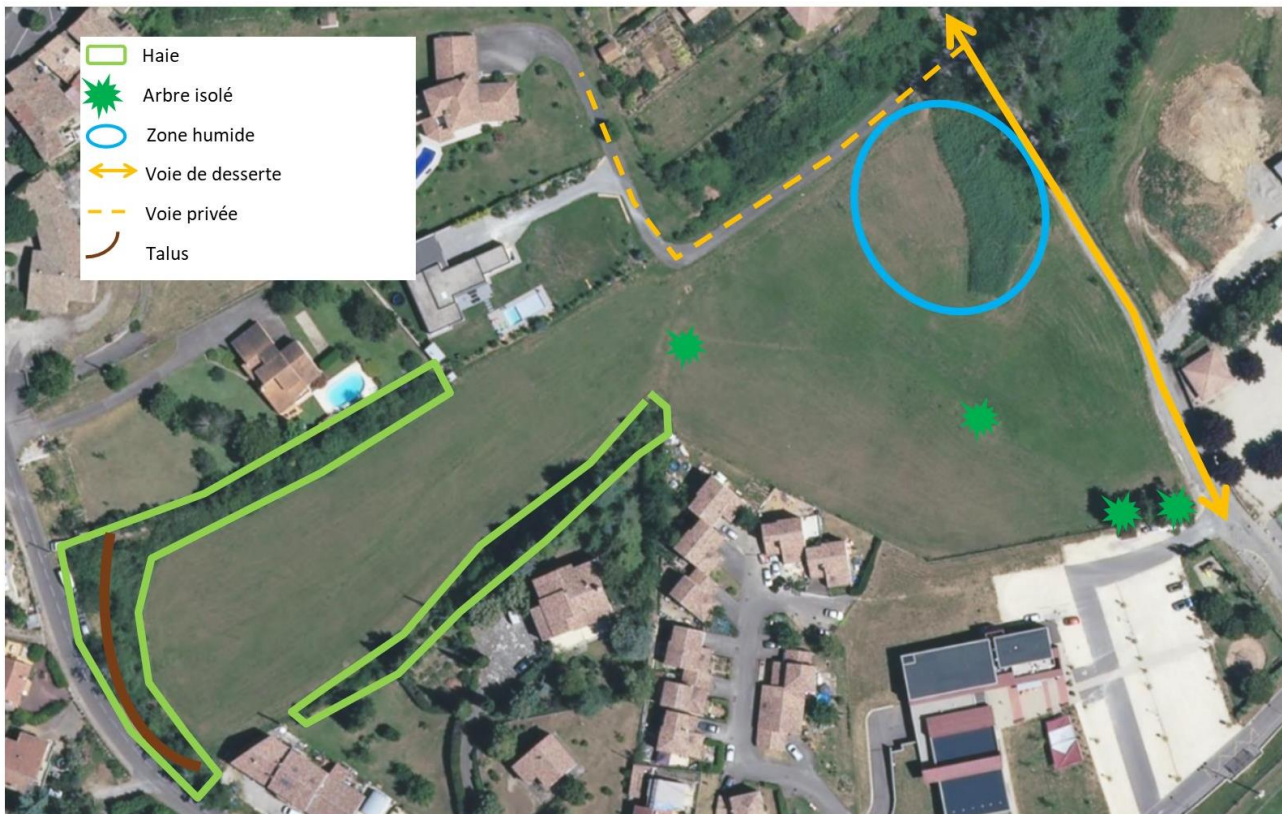 Haie
Arbre isolé
Zone humide
Voie de desserte
Voie privée
Talus